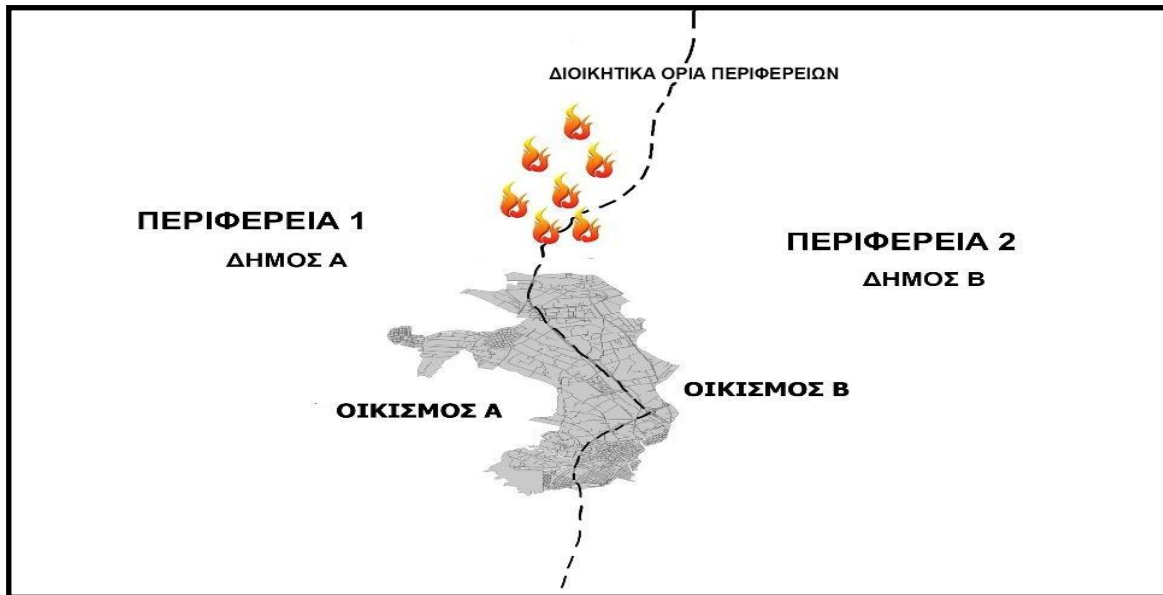 ΔΙΟΙΚΗΤΙΚΑ ΟΡΙΑ ΠΕΡΙΦΕΡΕΙΩΝ
ΠΕΡΙΦΕΡΕΙΑ 1
ΔΗΜΟΣ Α
ΠΕΡΙΦΕΡΕΙΑ 2
ΔΗΜΟΣ Β
ΟΙΚΙΣΜΟΣ Α
ΟΙΚΙΣΜΟΣ Β